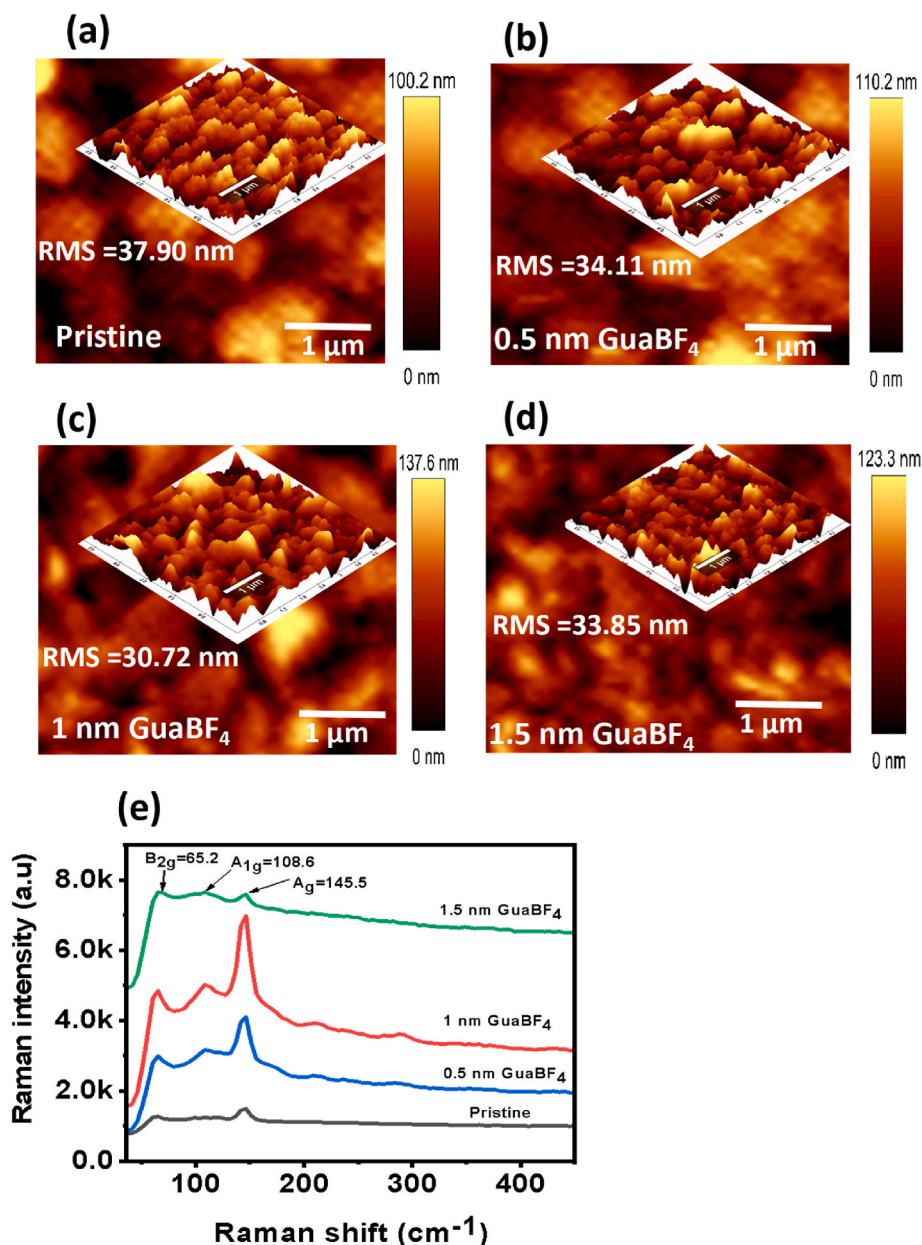 (a)
100.2 nm
1 µm
RMS =37.90 nm
Pristine
1 µm
0 nm
(b)
110.2 nm
1 µm
RMS =34.11 nm
0.5 nm GuaBF₄
1 µm
0 nm
(c)
137.6 nm
1 µm
RMS =30.72 nm
1 nm GuaBF₄
1 µm
0 nm
(d)
123.3 nm
1 µm
RMS =33.85 nm
1.5 nm GuaBF₄
1 µm
0 nm
(e)
Raman intensity (a.u)
8.0k
6.0k
4.0k
2.0k
0.0
B₂g=65.2
A₁g=108.6
Ag=145.5
1.5 nm GuaBF₄
1 nm GuaBF₄
0.5 nm GuaBF₄
Pristine
100 200 300 400
Raman shift (cm⁻¹)